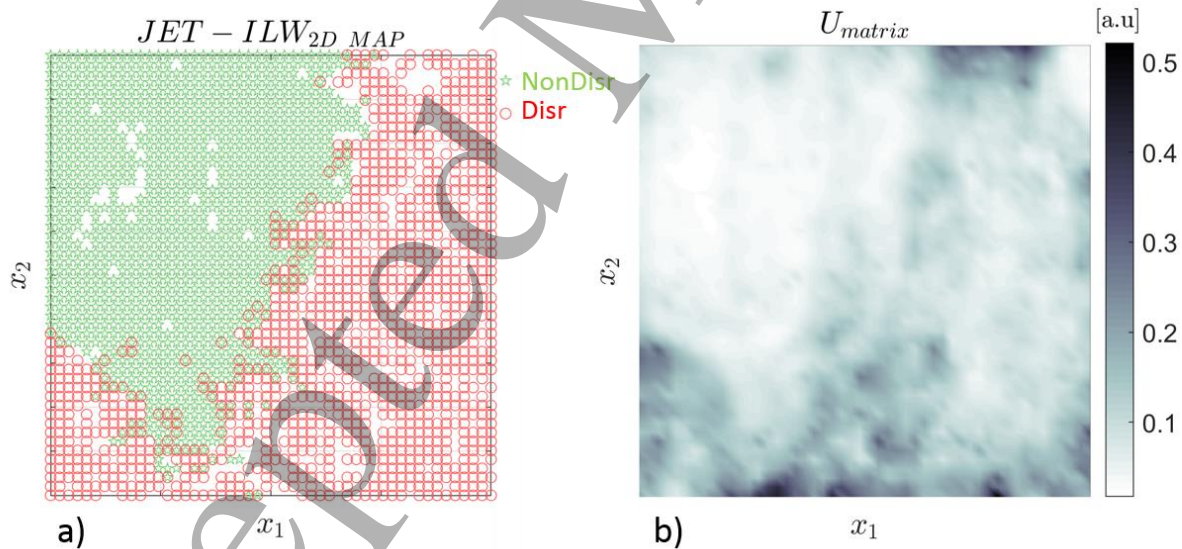 JET − ILW2D MAP
NonDisr
Disr
x2
x1
a)
Umatrix
[a.u]
0.5
0.4
0.3
0.2
0.1
x2
x1
b)
epted M